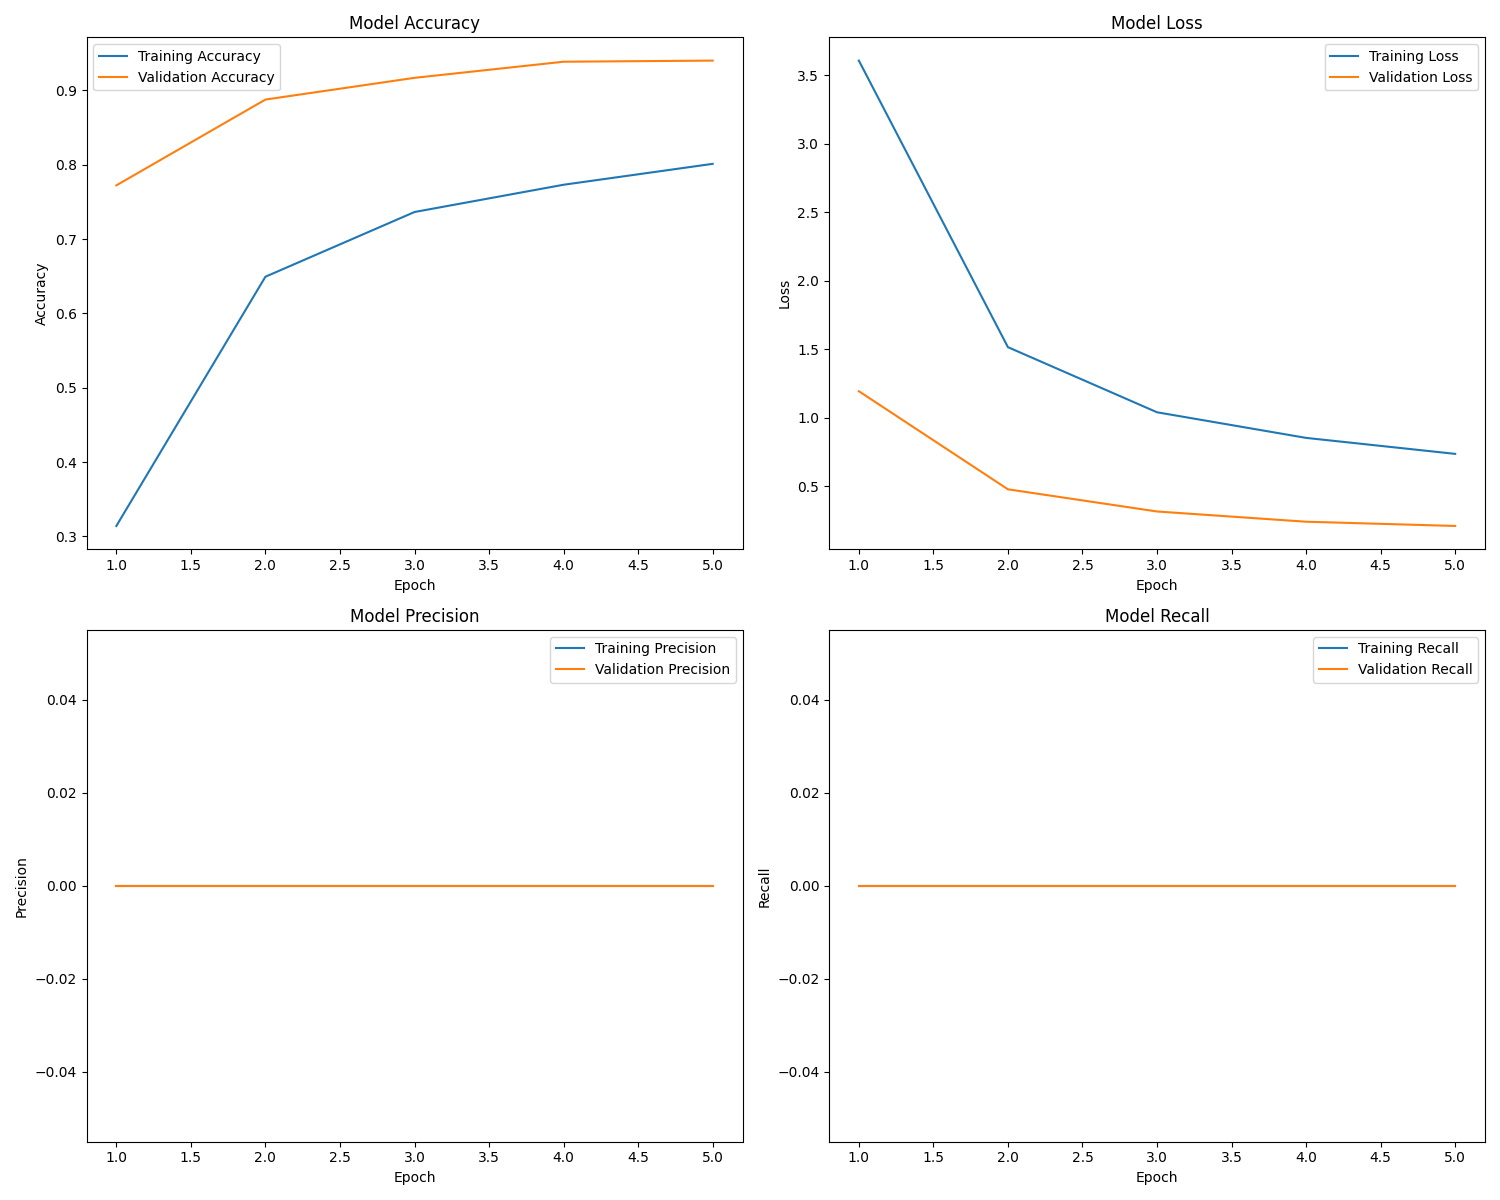 Model Accuracy
Training Accuracy
Validation Accuracy
Accuracy
0.9
0.8
0.7
0.6
0.5
0.4
0.3
1.0 1.5 2.0 2.5 3.0 3.5 4.0 4.5 5.0
Epoch
Model Loss
Training Loss
Validation Loss
Loss
3.5
3.0
2.5
2.0
1.5
1.0
0.5
1.0 1.5 2.0 2.5 3.0 3.5 4.0 4.5 5.0
Epoch
Model Precision
Training Precision
Validation Precision
Precision
0.04
0.02
0.00
−0.02
−0.04
1.0 1.5 2.0 2.5 3.0 3.5 4.0 4.5 5.0
Epoch
Model Recall
Training Recall
Validation Recall
Recall
0.04
0.02
0.00
−0.02
−0.04
1.0 1.5 2.0 2.5 3.0 3.5 4.0 4.5 5.0
Epoch